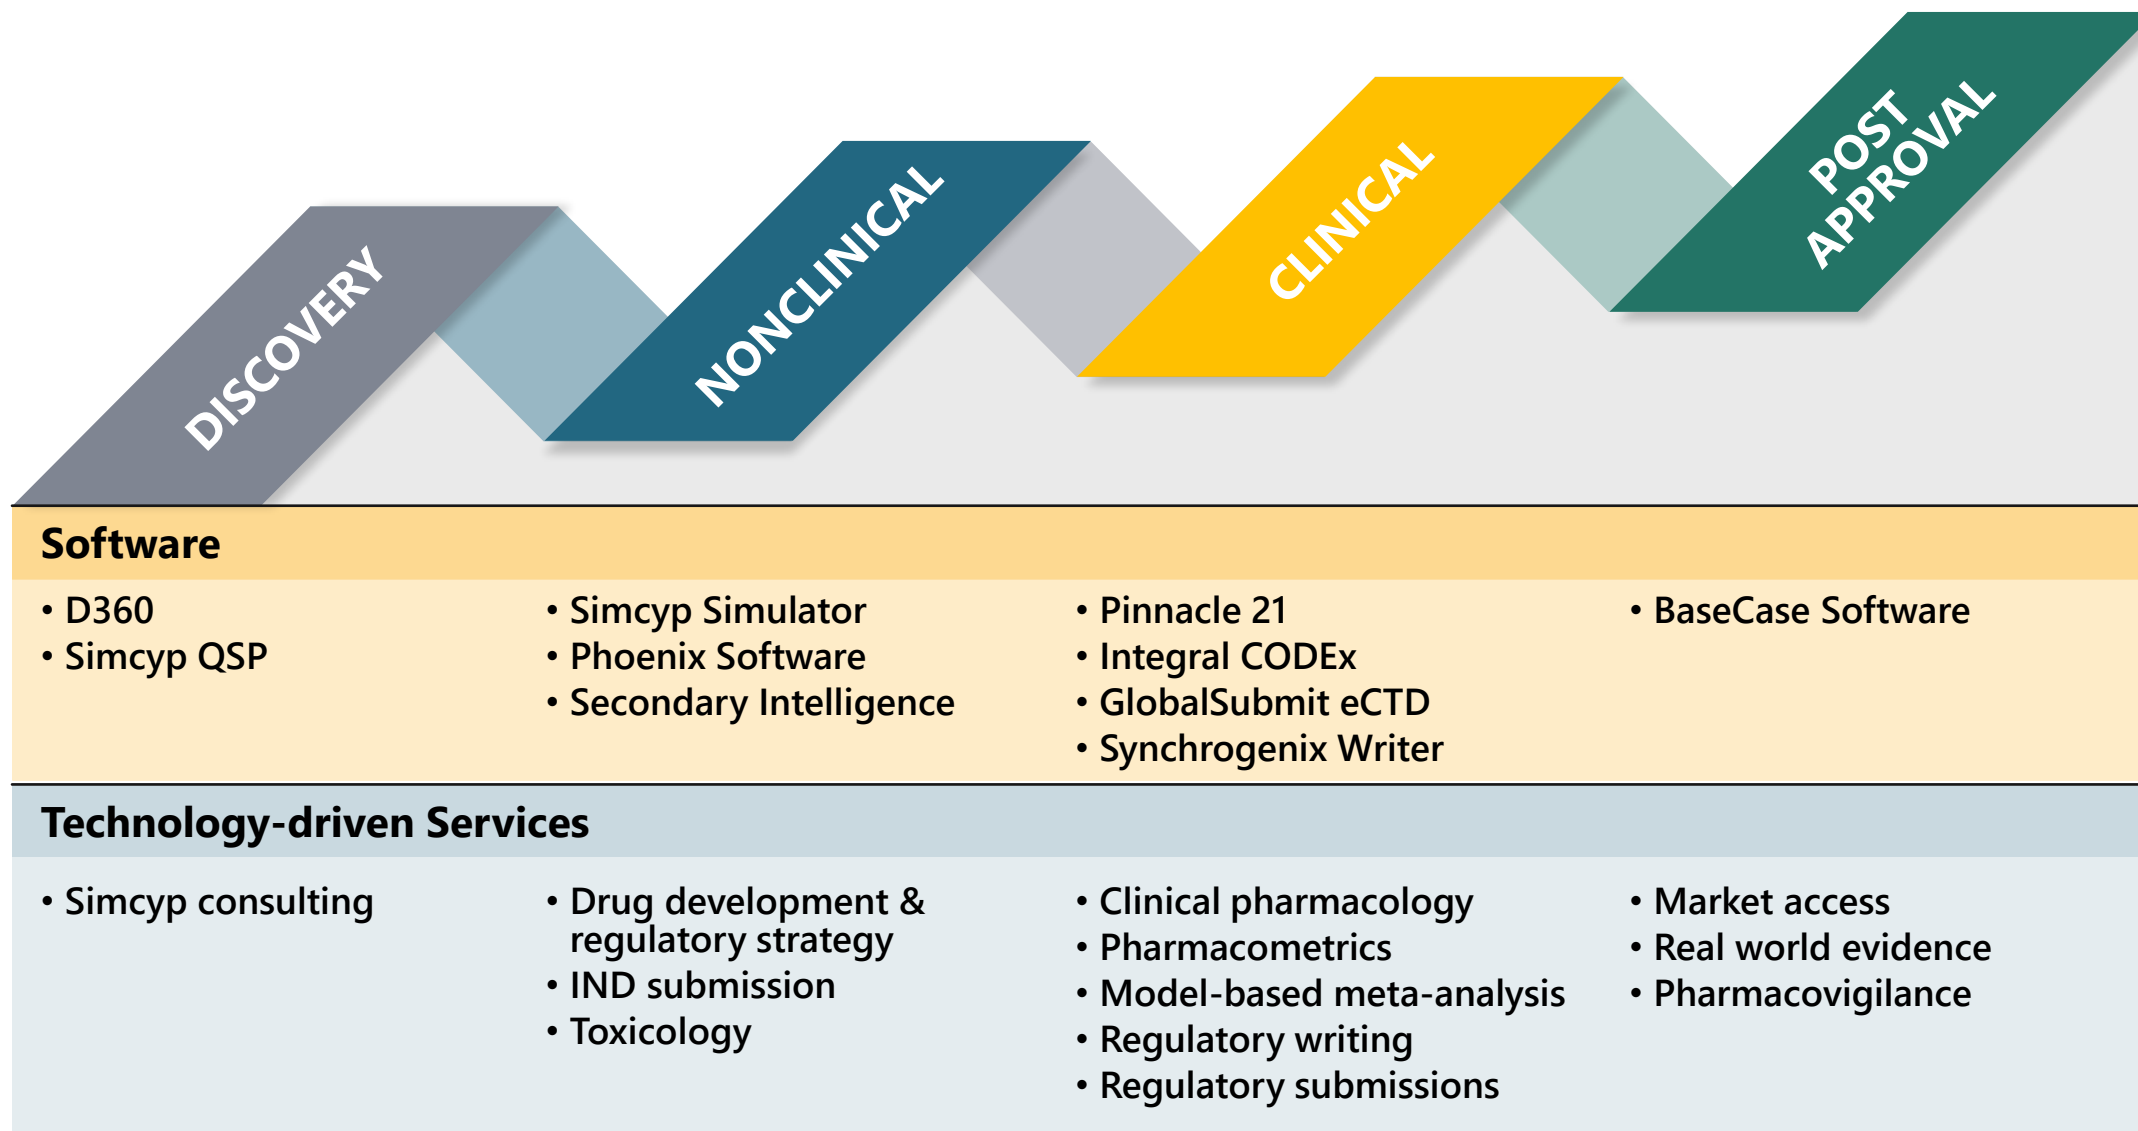 DISCOVERY
NONCLINICAL
CLINICAL
POST
APPROVAL
Software
• D360
• Simcyp QSP
• Simcyp Simulator
• Phoenix Software
• Secondary Intelligence
• Pinnacle 21
• Integral CODEx
• GlobalSubmit eCTD
• Synchrogenix Writer
• BaseCase Software
Technology-driven Services
• Simcyp consulting
• Drug development &
regulatory strategy
• IND submission
• Toxicology
• Clinical pharmacology
• Pharmacometrics
• Model-based meta-analysis
• Regulatory writing
• Regulatory submissions
• Market access
• Real world evidence
• Pharmacovigilance